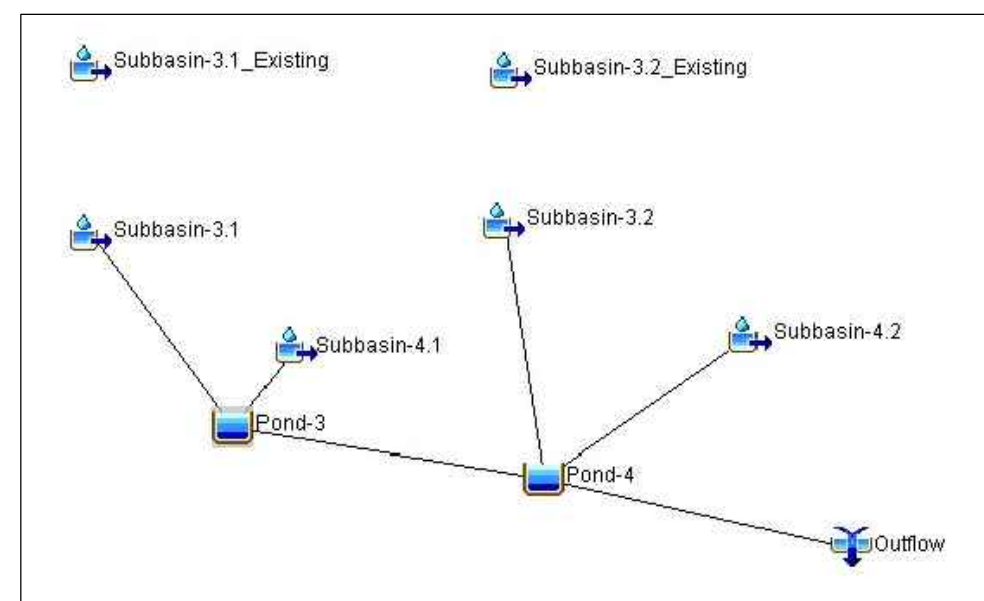 Subbasin-3.1_Existing
Subbasin-3.2_Existing
Subbasin-3.1
Subbasin-3.2
Subbasin-4.1
Subbasin-4.2
Pond-3
Pond-4
Outflow